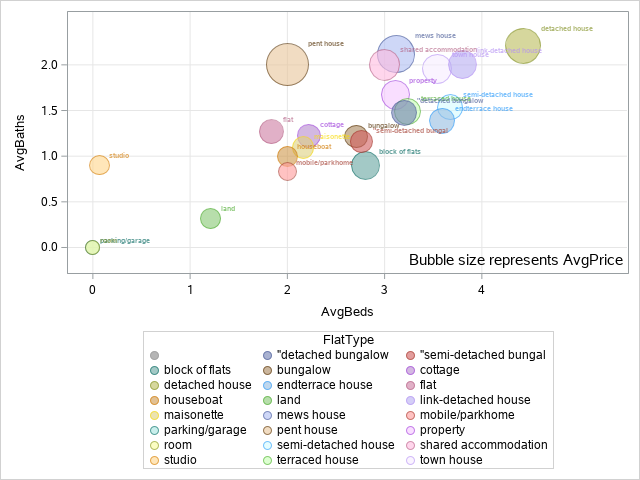 pent house
mews house
detached house
shared accommodation
link-detached house
town house
property
semi-detached house
terraced house
"detached bungalow
endterrace house
flat
cottage
bungalow
"semi-detached bungal
maisonette
houseboat
block of flats
studio
mobile/parkhome
land
parking/garage
2.0
1.5
1.0
0.5
0.0
AvgBaths
Bubble size represents AvgPrice
0 1 2 3 4
AvgBeds
FlatType
"detached bungalow "semi-detached bungal
block of flats bungalow cottage
detached house endterrace house flat
houseboat land link-detached house
maisonette mews house mobile/parkhome
parking/garage pent house property
room semi-detached house shared accommodation
studio terraced house town house